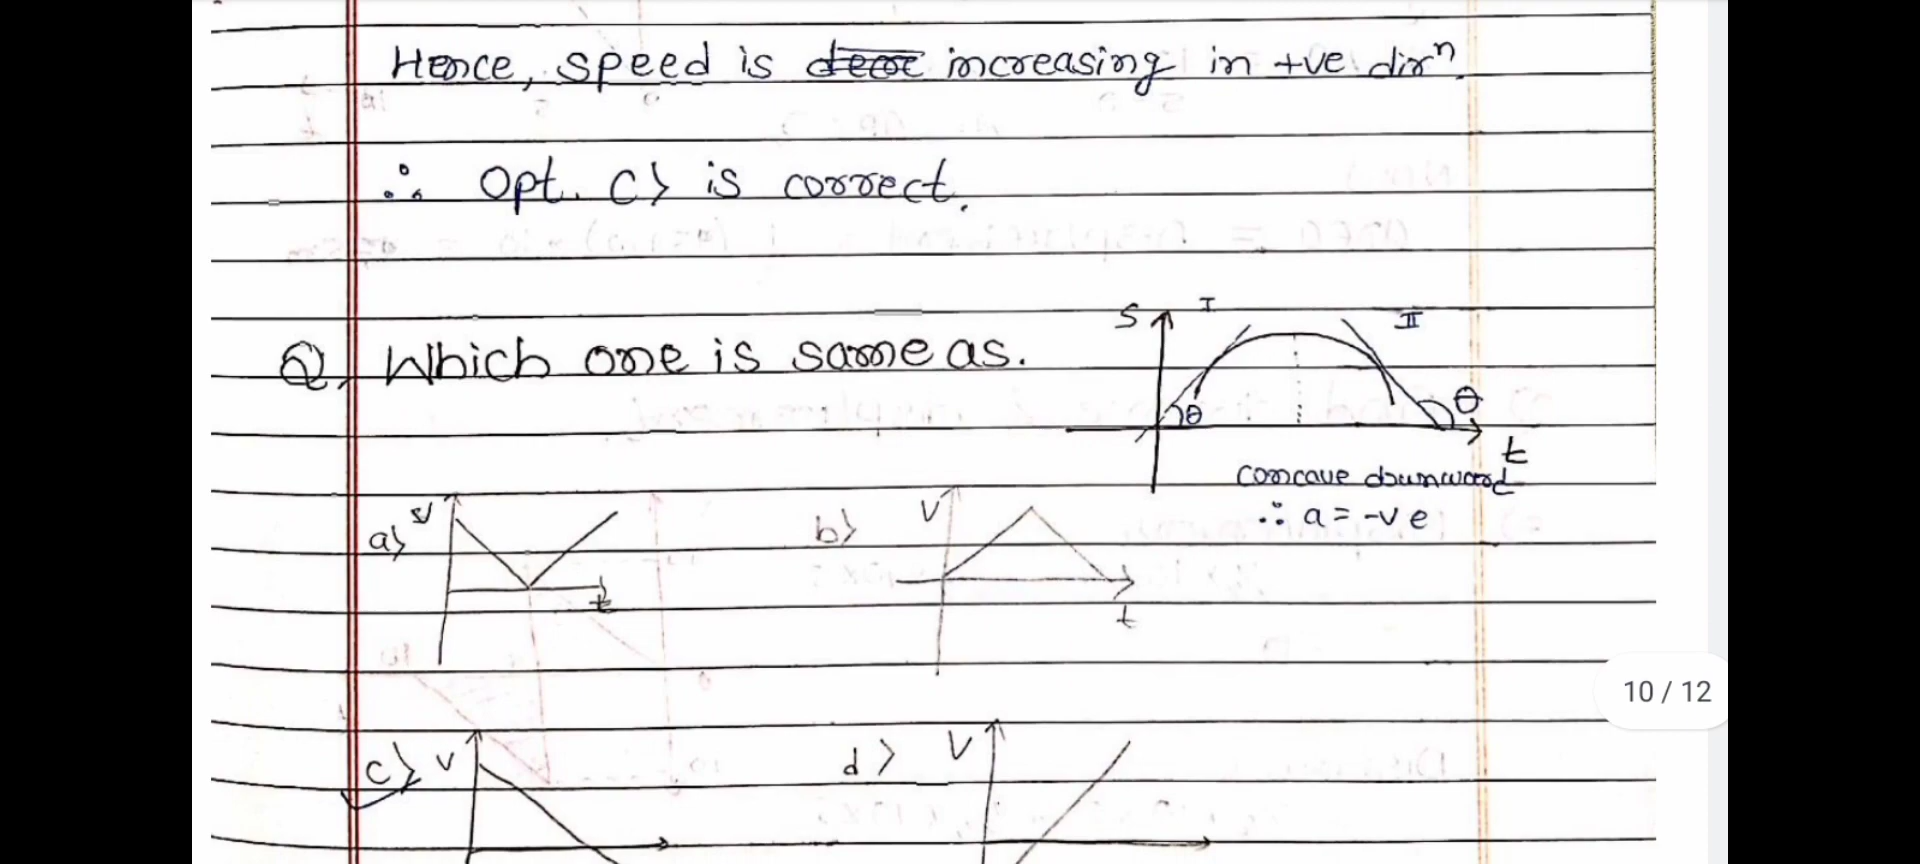 Hence, speed is increasing in +ve dirⁿ.
∴ Opt. C> is correct.
Q, Which one is same as.
S I II
θ θ
t
concave downward
∴ a = -ve
a> V
t
b> V
t
10 / 12
c> V
d> V